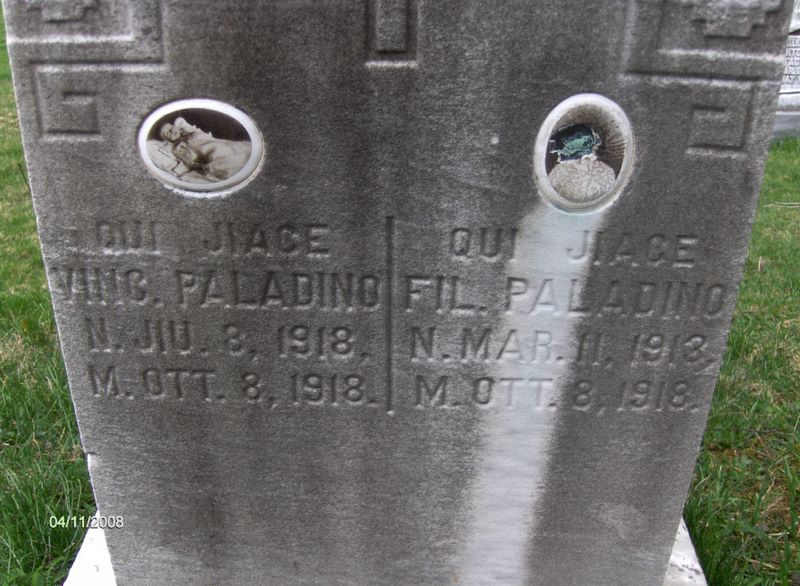 QUI JIACE
VINC. PALADINO
N. JIU. 8, 1918,
M. OTT. 8, 1918.
QUI JIACE
FIL. PALADINO
N. MAR. 11, 1913,
M. OTT. 8, 1918.
04/11/2008